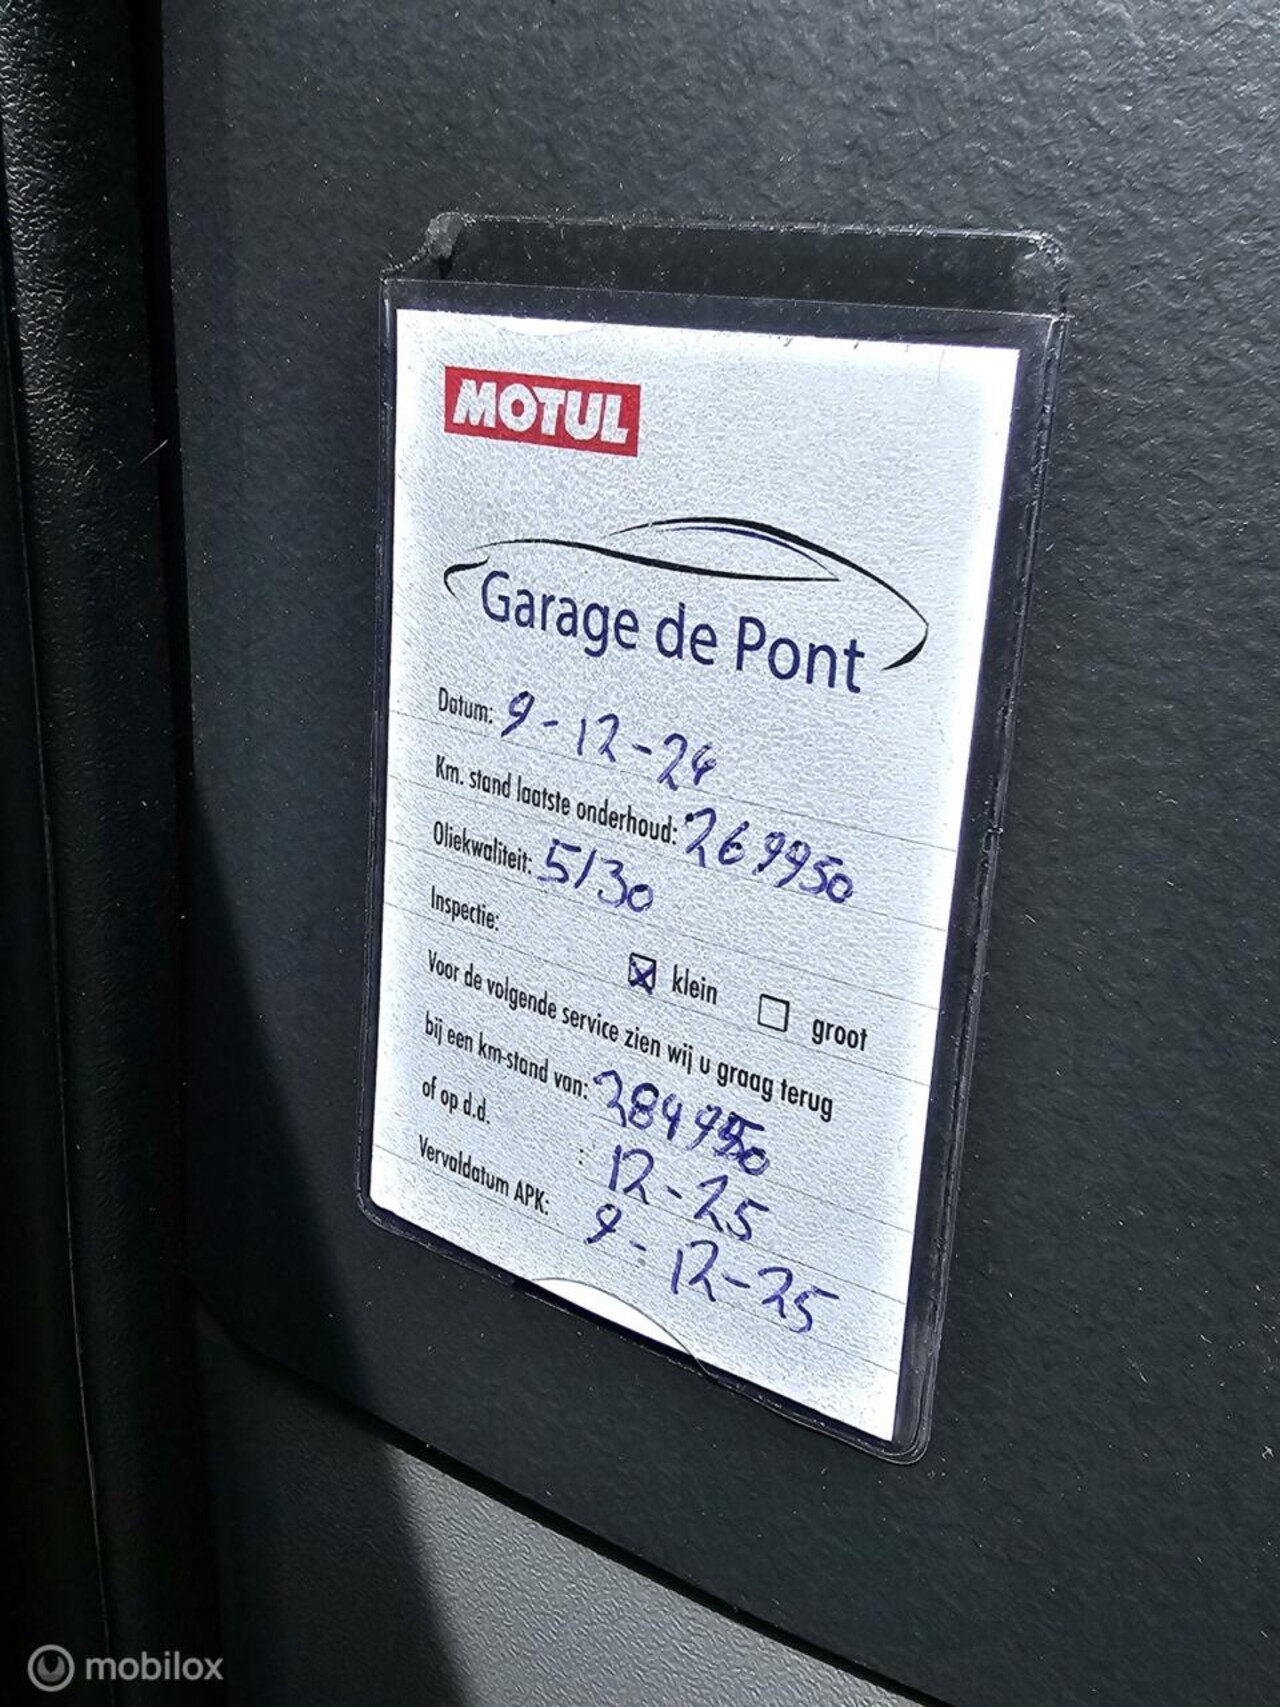 MOTUL
Garage de Pont
Datum: 9-12-24
Km. stand laatste onderhoud: 269950
Oliekwaliteit: 5/30
Inspectie:
klein groot
Voor de volgende service zien wij u graag terug
bij een km-stand van: 284950
of op d.d. : 12-25
Vervaldatum APK: 9-12-25
mobilox